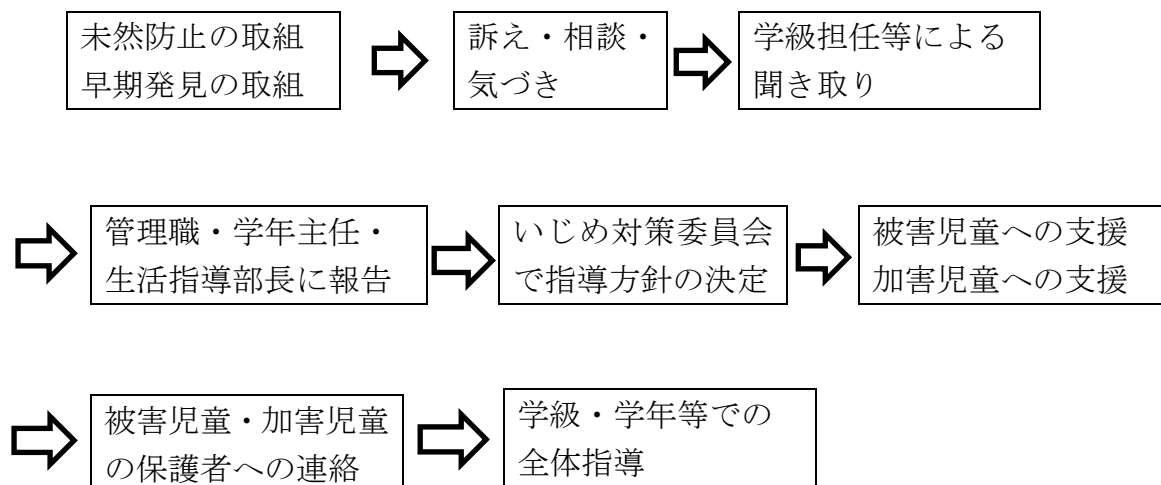 未然防止の取組
早期発見の取組
訴え・相談・
気づき
学級担任等による
聞き取り
管理職・学年主任・
生活指導部長に報告
いじめ対策委員会
で指導方針の決定
被害児童への支援
加害児童への支援
被害児童・加害児童
の保護者への連絡
学級・学年等での
全体指導